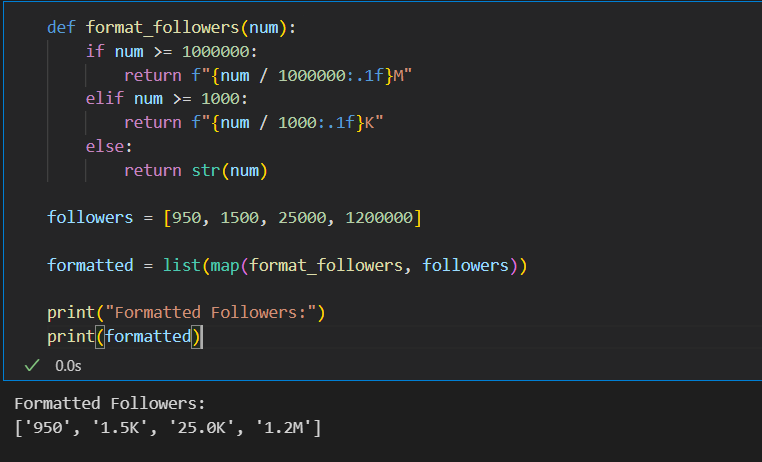 def format_followers(num):
    if num >= 1000000:
        return f"{num / 1000000:.1f}M"
    elif num >= 1000:
        return f"{num / 1000:.1f}K"
    else:
        return str(num)
followers = [950, 1500, 25000, 1200000]
formatted = list(map(format_followers, followers))
print("Formatted Followers:")
print(formatted)
0.0s
Formatted Followers:
['950', '1.5K', '25.0K', '1.2M']